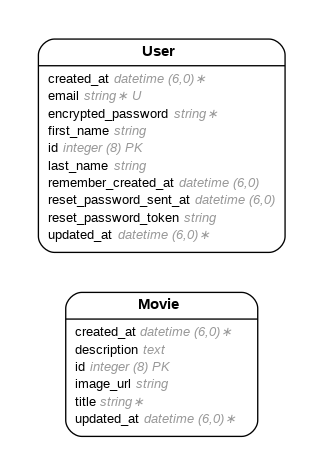 User
created_at datetime (6,0)∗
email string∗ U
encrypted_password string∗
first_name string
id integer (8) PK
last_name string
remember_created_at datetime (6,0)
reset_password_sent_at datetime (6,0)
reset_password_token string
updated_at datetime (6,0)∗
Movie
created_at datetime (6,0)∗
description text
id integer (8) PK
image_url string
title string∗
updated_at datetime (6,0)∗